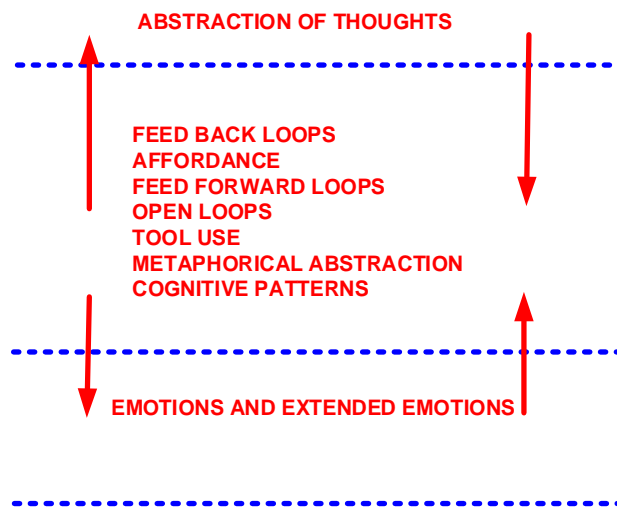 ABSTRACTION OF THOUGHTS
FEED BACK LOOPS
AFFORDANCE
FEED FORWARD LOOPS
OPEN LOOPS
TOOL USE
METAPHORICAL ABSTRACTION
COGNITIVE PATTERNS
EMOTIONS AND EXTENDED EMOTIONS